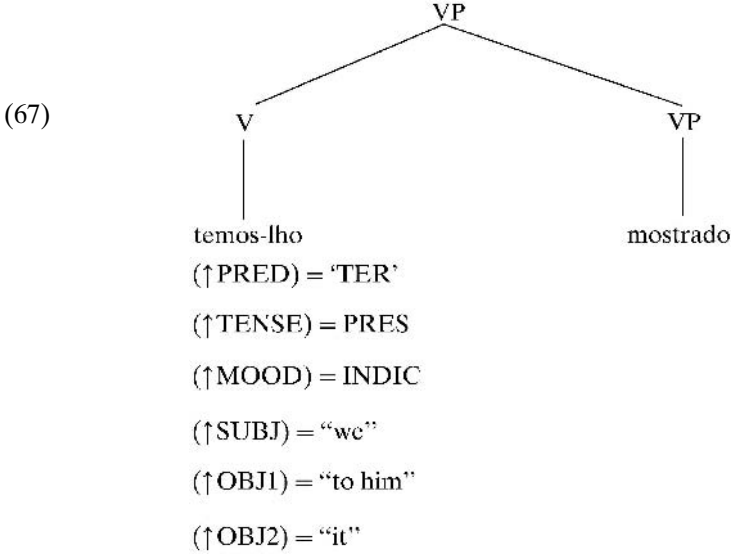 VP
(67)
V VP
temos-lho mostrado
(↑PRED) = ‘TER’
(↑TENSE) = PRES
(↑MOOD) = INDIC
(↑SUBJ) = “we”
(↑OBJ1) = “to him”
(↑OBJ2) = “it”